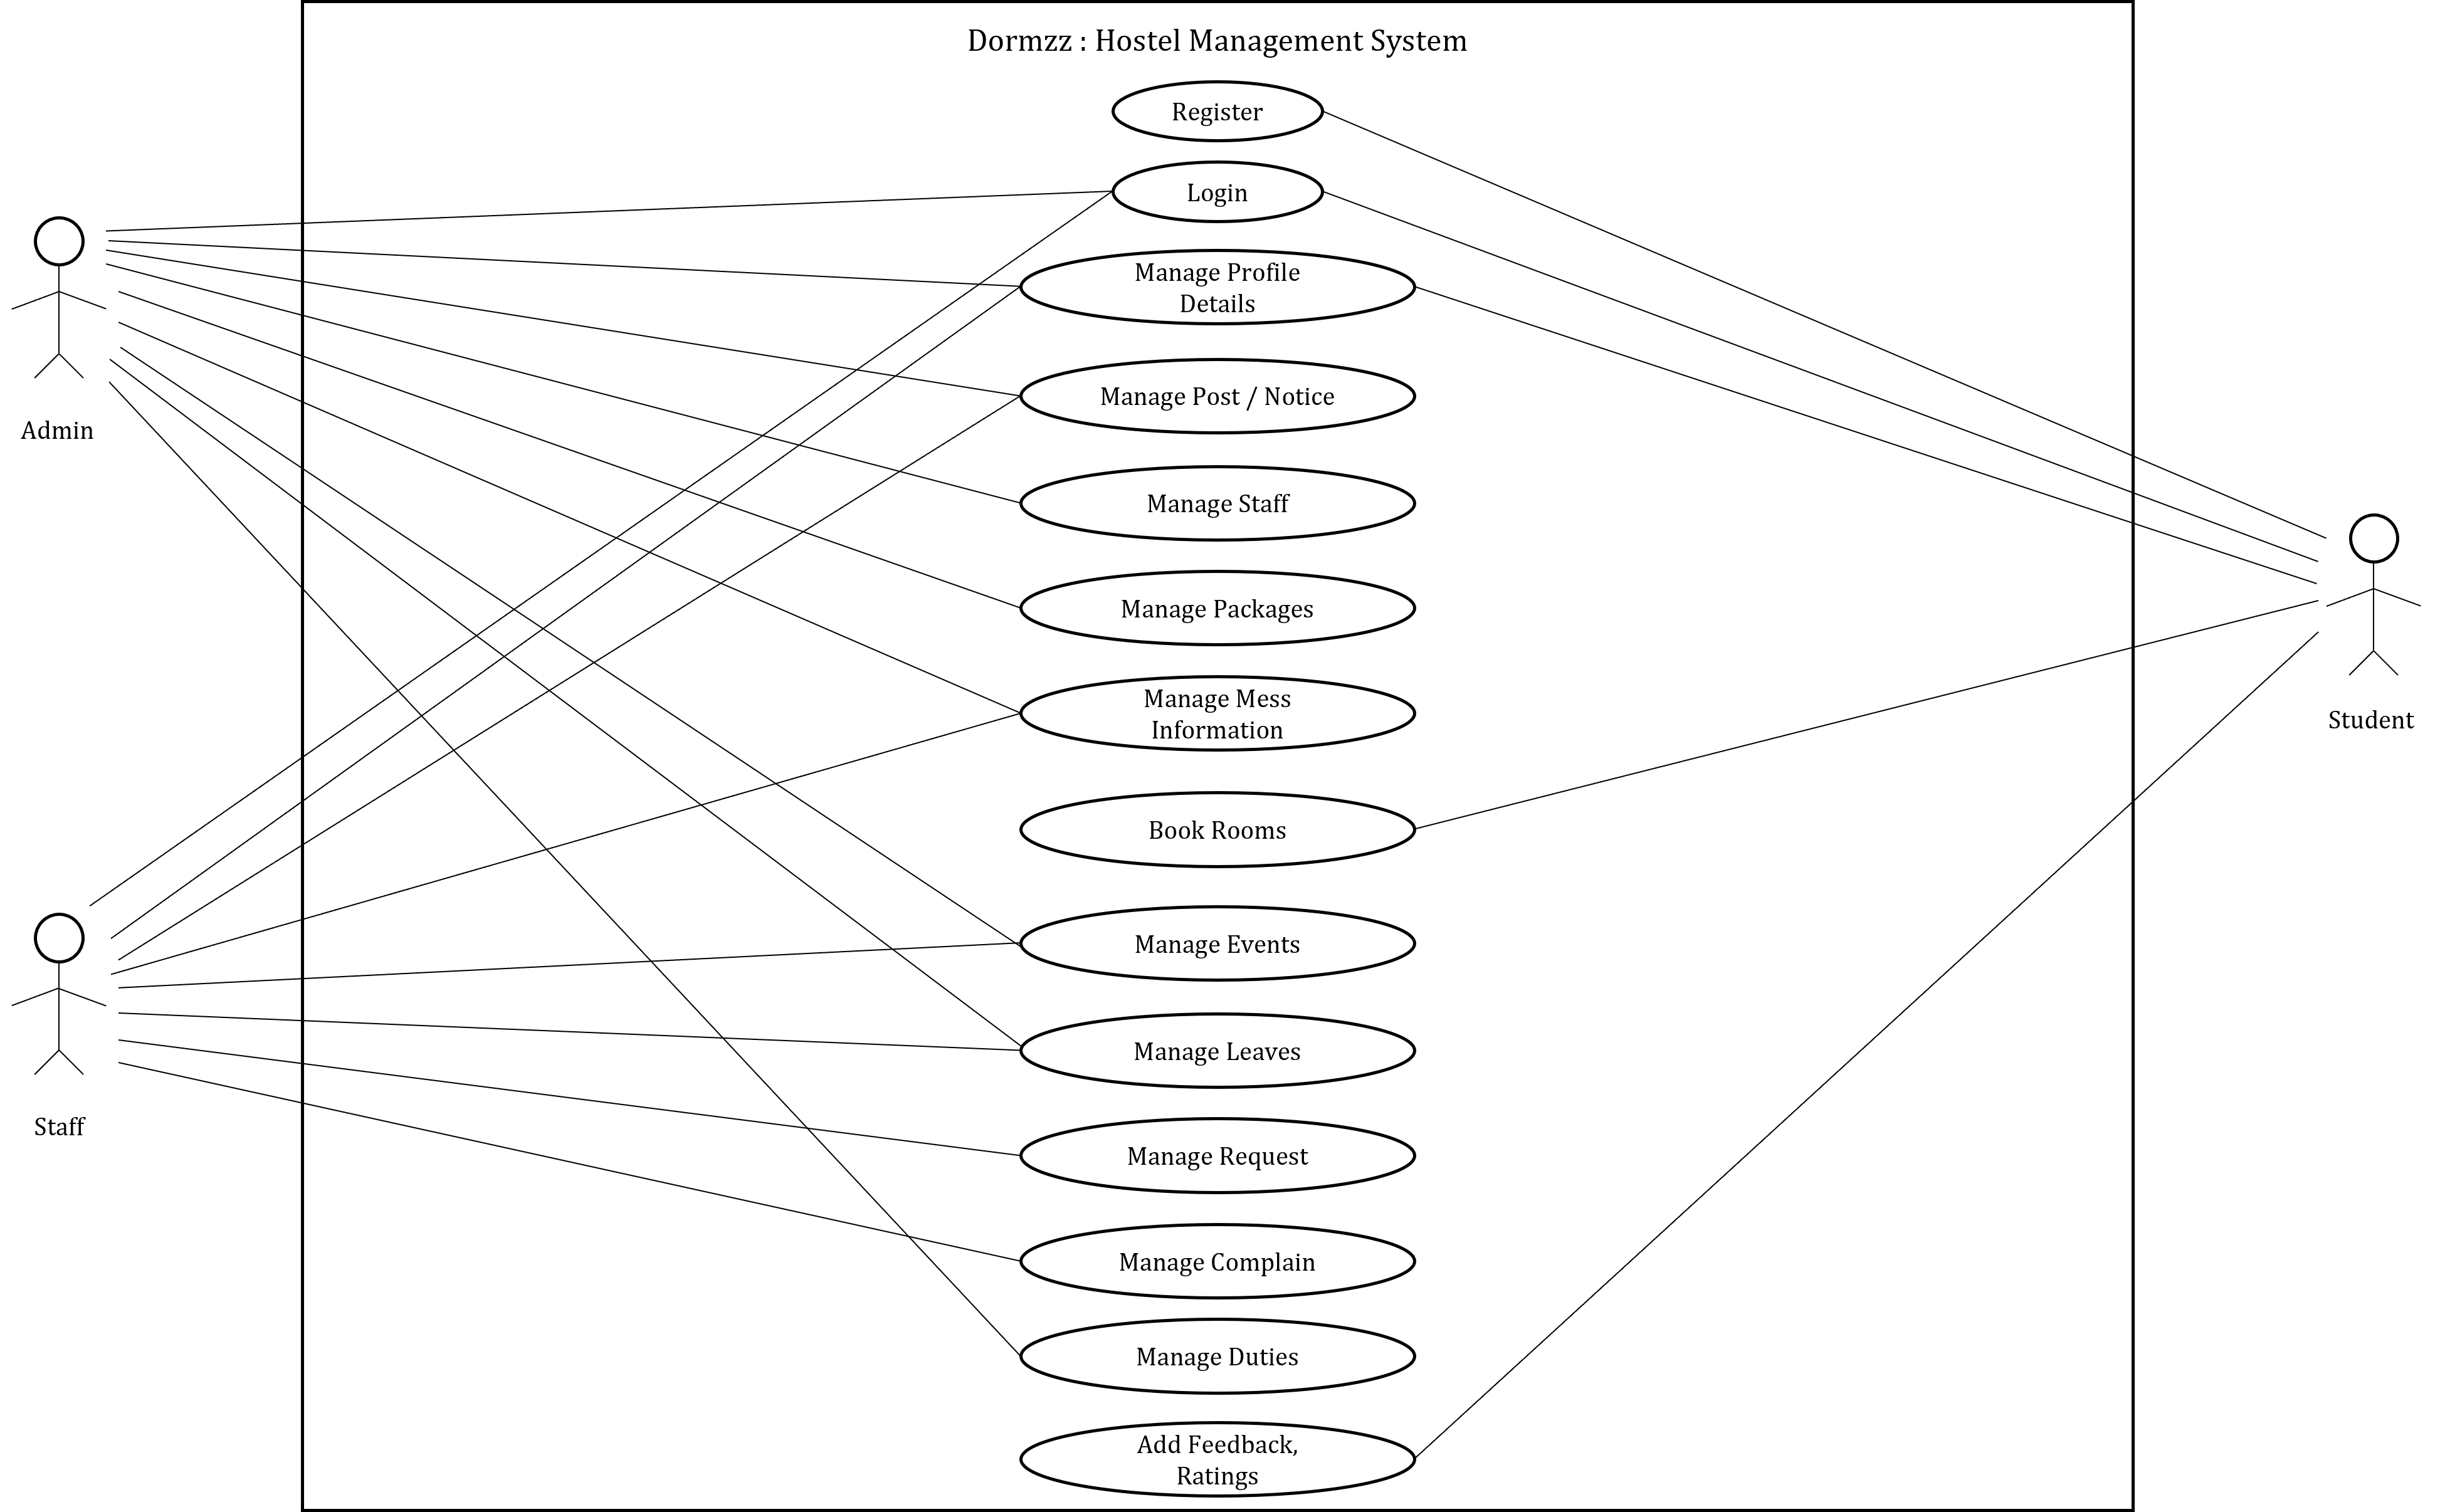 Dormzz : Hostel Management System
Register
Login
Manage Profile
Details
Manage Post / Notice
Admin
Manage Staff
Manage Packages
Manage Mess
Information
Student
Book Rooms
Manage Events
Manage Leaves
Staff
Manage Request
Manage Complain
Manage Duties
Add Feedback,
Ratings